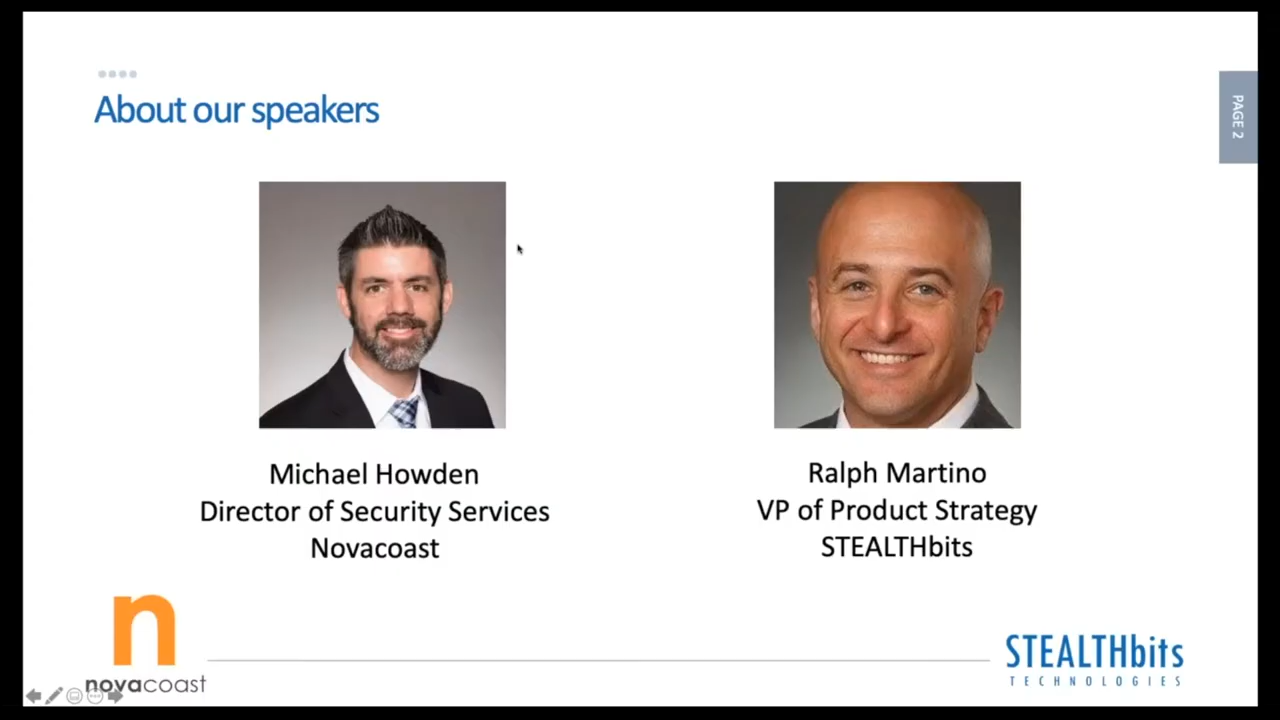 About our speakers
PAGE 2
Michael Howden
Director of Security Services
Novacoast
Ralph Martino
VP of Product Strategy
STEALTHbits
n
novacoast
STEALTHbits
TECHNOLOGIES